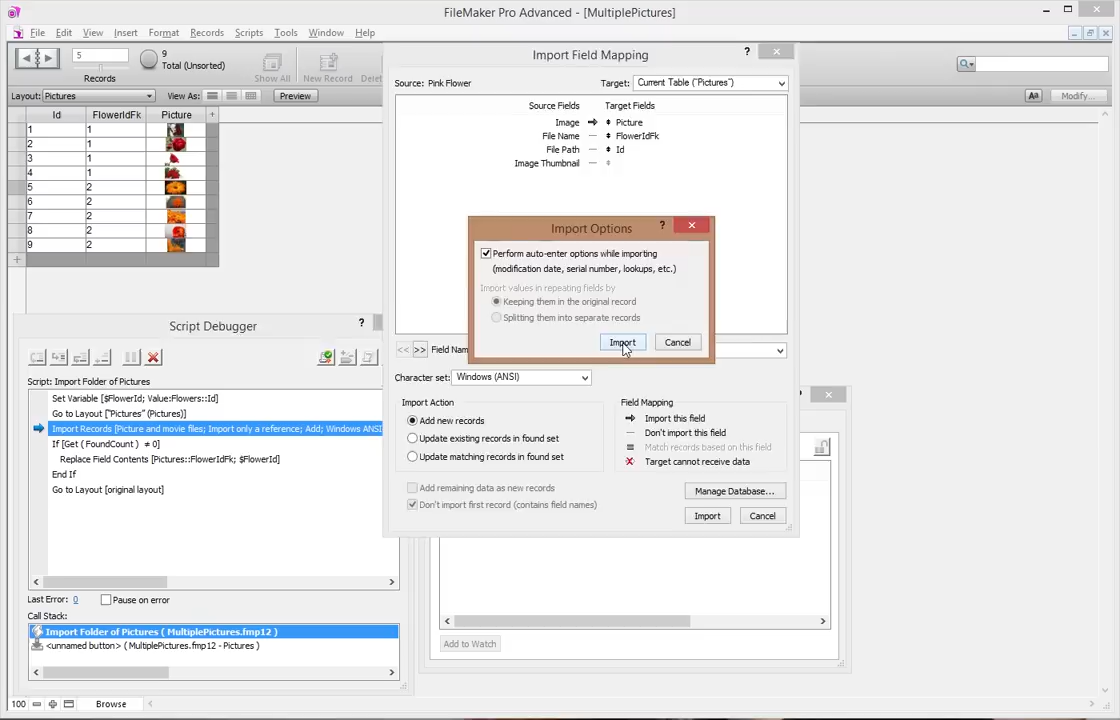 FileMaker Pro Advanced - [MultiplePictures]
File Edit View Insert Format Records Scripts Tools Window Help
5
Records
9
Total (Unsorted)
Show All
New Record
Layout: Pictures
View As:
Preview
Aa
Modify...
Id FlowerIdFk Picture +
1 1
2 1
3 1
4 1
5 2
6 2
7 2
8 2
9 2
+
Import Field Mapping
?
Source: Pink Flower
Target: Current Table ("Pictures")
Source Fields Target Fields
Image Picture
File Name FlowerIdFk
File Path Id
Image Thumbnail
Import Options
?
Perform auto-enter options while importing
(modification date, serial number, lookups, etc.)
Import values in repeating fields by
Keeping them in the original record
Splitting them into separate records
Import Cancel
<< >>
Character set: Windows (ANSI)
Import Action
Add new records
Update existing records in found set
Update matching records in found set
Add remaining data as new records
Don't import first record (contains field names)
Field Mapping
Import this field
Don't import this field
Match records based on this field
Target cannot receive data
Manage Database...
Import Cancel
Script Debugger
?
Script: Import Folder of Pictures
Set Variable [$FlowerId; Value:Flowers::Id]
Go to Layout ["Pictures" (Pictures)]
Import Records [Picture and movie files; Import only a reference; Add; Windows ANSI
If [Get ( FoundCount ) ≠ 0]
Replace Field Contents [Pictures::FlowerIdFk; $FlowerId]
End If
Go to Layout [original layout]
Last Error: 0
Pause on error
Call Stack:
Import Folder of Pictures ( MultiplePictures.fmp12 )
<unnamed button> ( MultiplePictures.fmp12 - Pictures )
Add to Watch
100
Browse